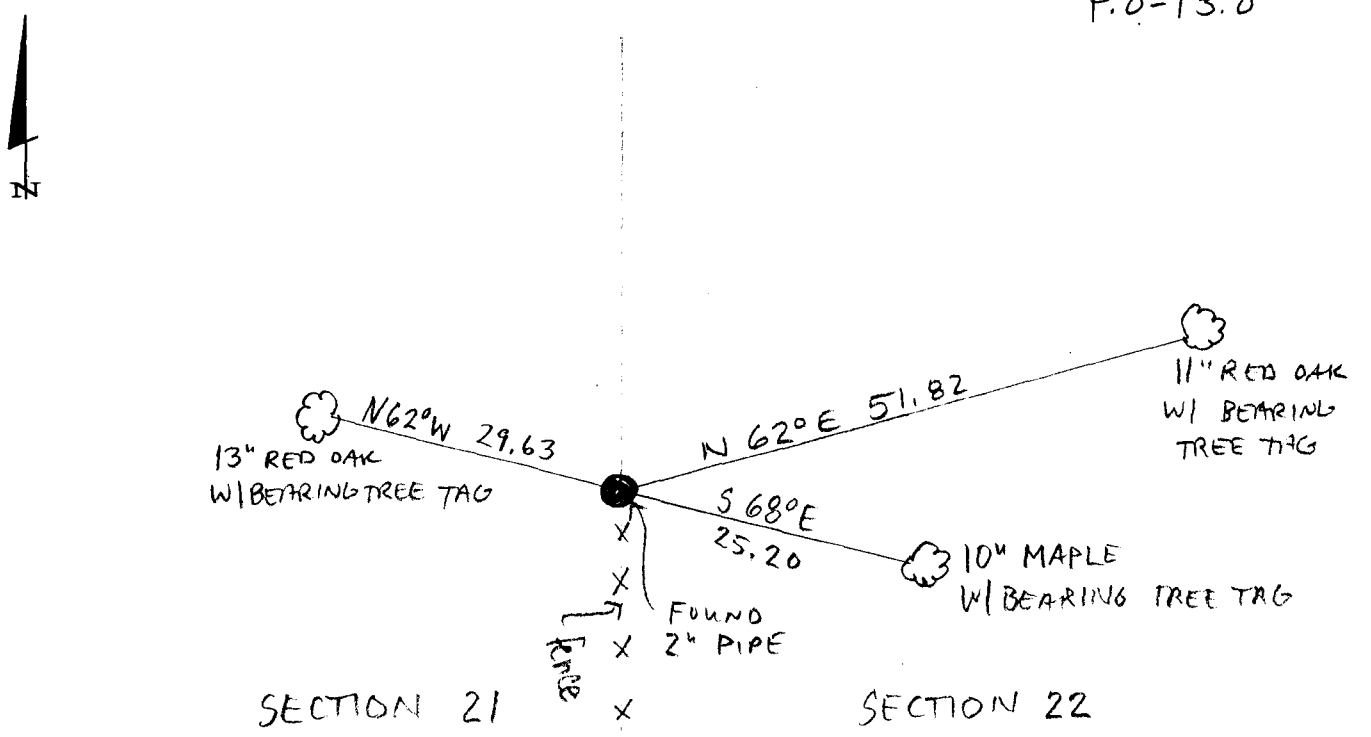 N
N62°W 29.63
13" RED OAK
W/BEARING TREE TAG
N 62°E 51.82
11" RED OAK
W/ BEARING
TREE TAG
S 68°E
25.20
10" MAPLE
W/ BEARING TREE TAG
FOUND
2" PIPE
fence
SECTION 21
SECTION 22